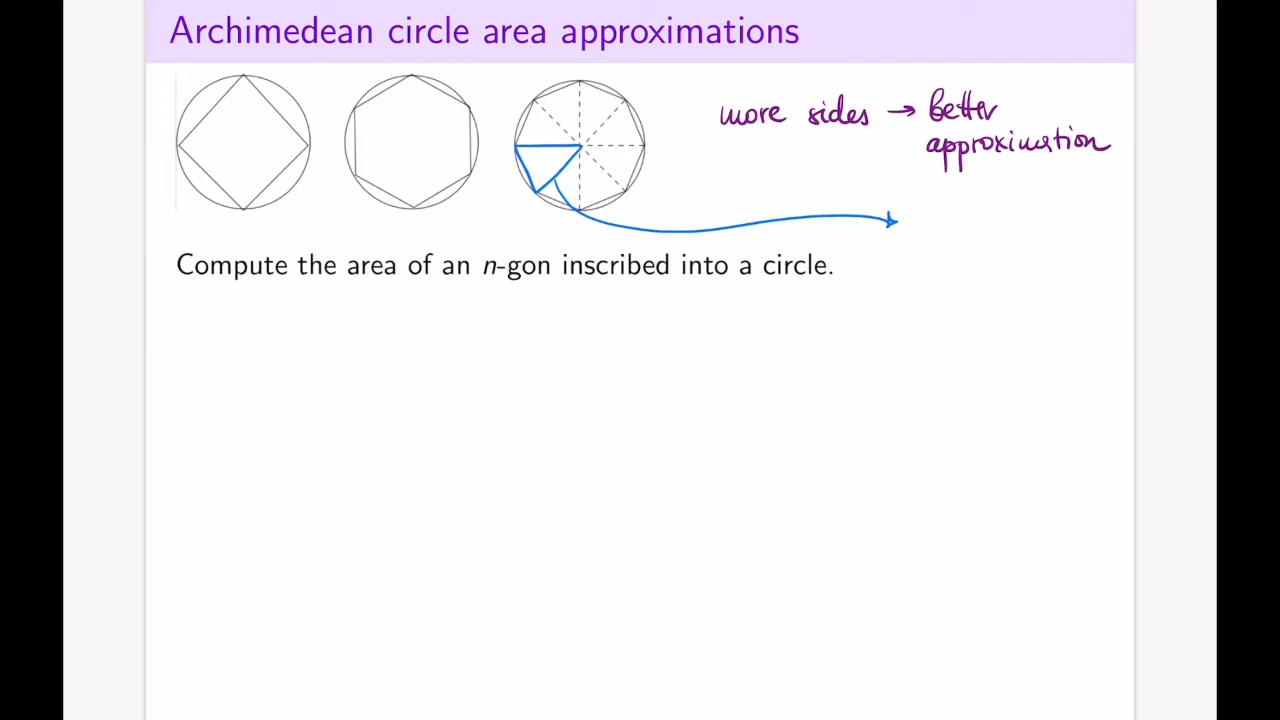 Archimedean circle area approximations
more sides → better
approximation
Compute the area of an n-gon inscribed into a circle.